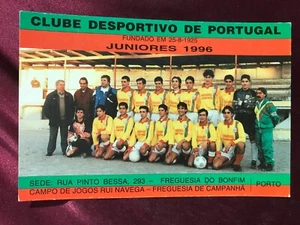 CLUBE DESPORTIVO DE PORTUGAL
FUNDADO EM 25-8-1925
JUNIORES 1996
SEDE, RUA PINTO BESSA, 293 — FREGUESIA DO BONFIM
CAMPO DE JOGOS RUI NAVEGA — FREGUESIA DE CAMPANHÃ
PORTO